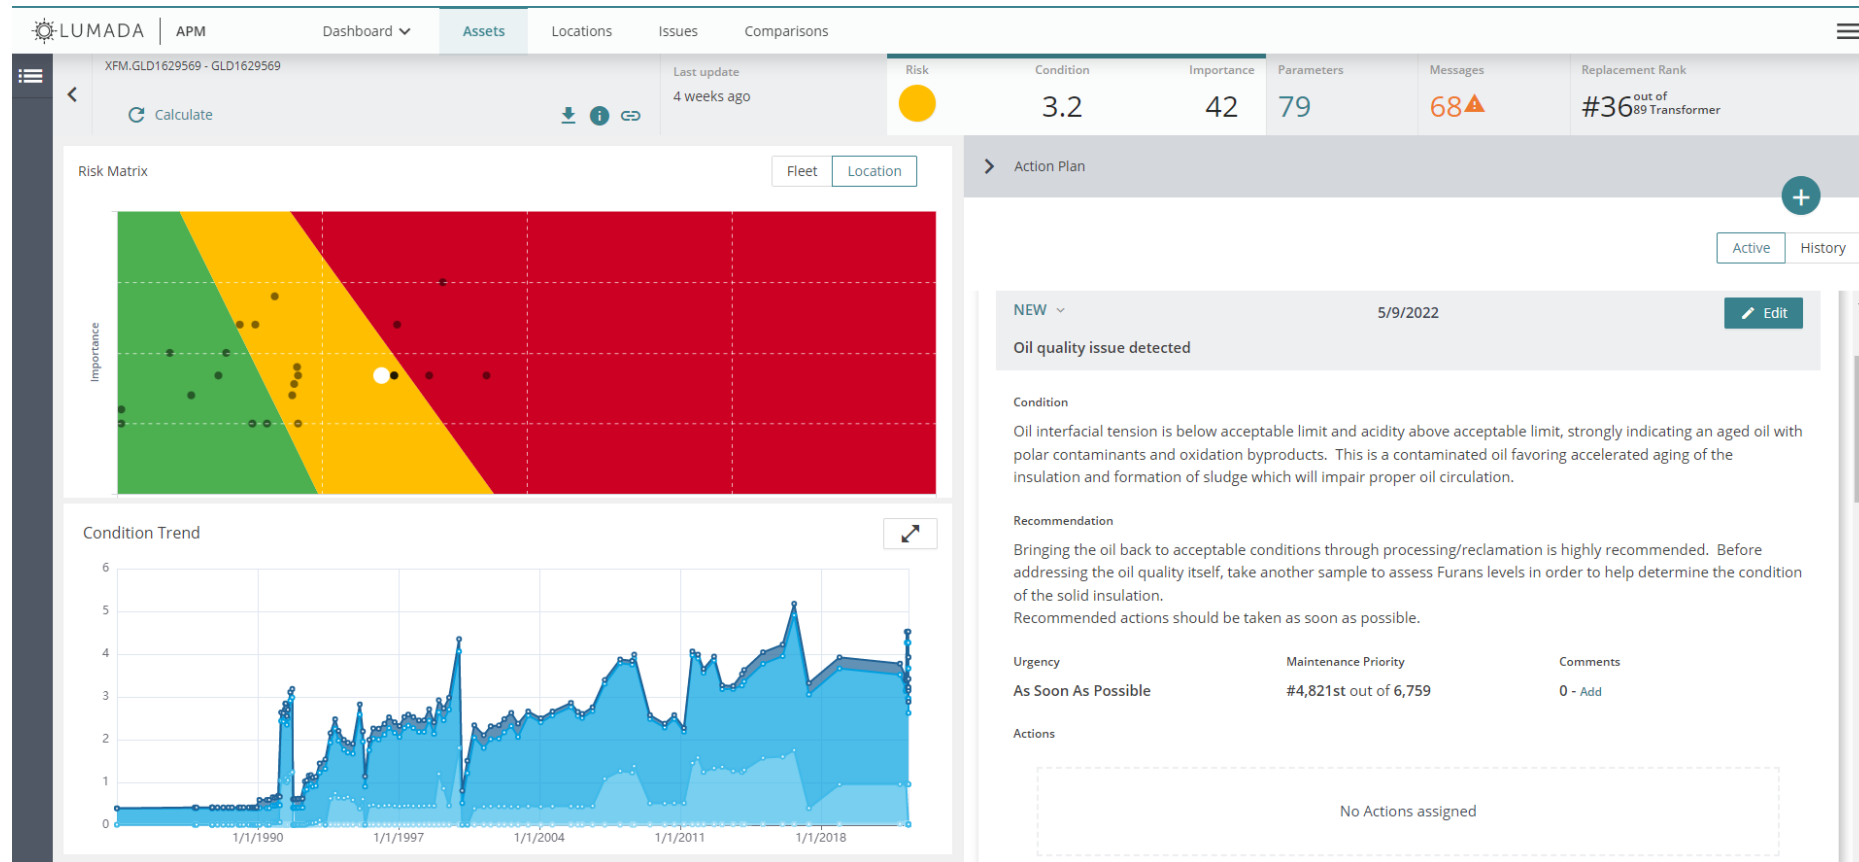 LUMADA APM
Dashboard Assets Locations Issues Comparisons
XFM.GLD1629569 - GLD1629569
Calculate
Last update
4 weeks ago
Risk
Condition
3.2
Importance
42
Parameters
79
Messages
68
Replacement Rank
#36 out of
89 Transformer
Risk Matrix
Fleet Location
Importance
Condition Trend
6
5
4
3
2
1
0
1/1/1990 1/1/1997 1/1/2004 1/1/2011 1/1/2018
Action Plan
+
Active History
NEW 5/9/2022 Edit
Oil quality issue detected
Condition
Oil interfacial tension is below acceptable limit and acidity above acceptable limit, strongly indicating an aged oil with
polar contaminants and oxidation byproducts. This is a contaminated oil favoring accelerated aging of the
insulation and formation of sludge which will impair proper oil circulation.
Recommendation
Bringing the oil back to acceptable conditions through processing/reclamation is highly recommended. Before
addressing the oil quality itself, take another sample to assess Furans levels in order to help determine the condition
of the solid insulation.
Recommended actions should be taken as soon as possible.
Urgency Maintenance Priority Comments
As Soon As Possible #4,821st out of 6,759 0 - Add
Actions
No Actions assigned